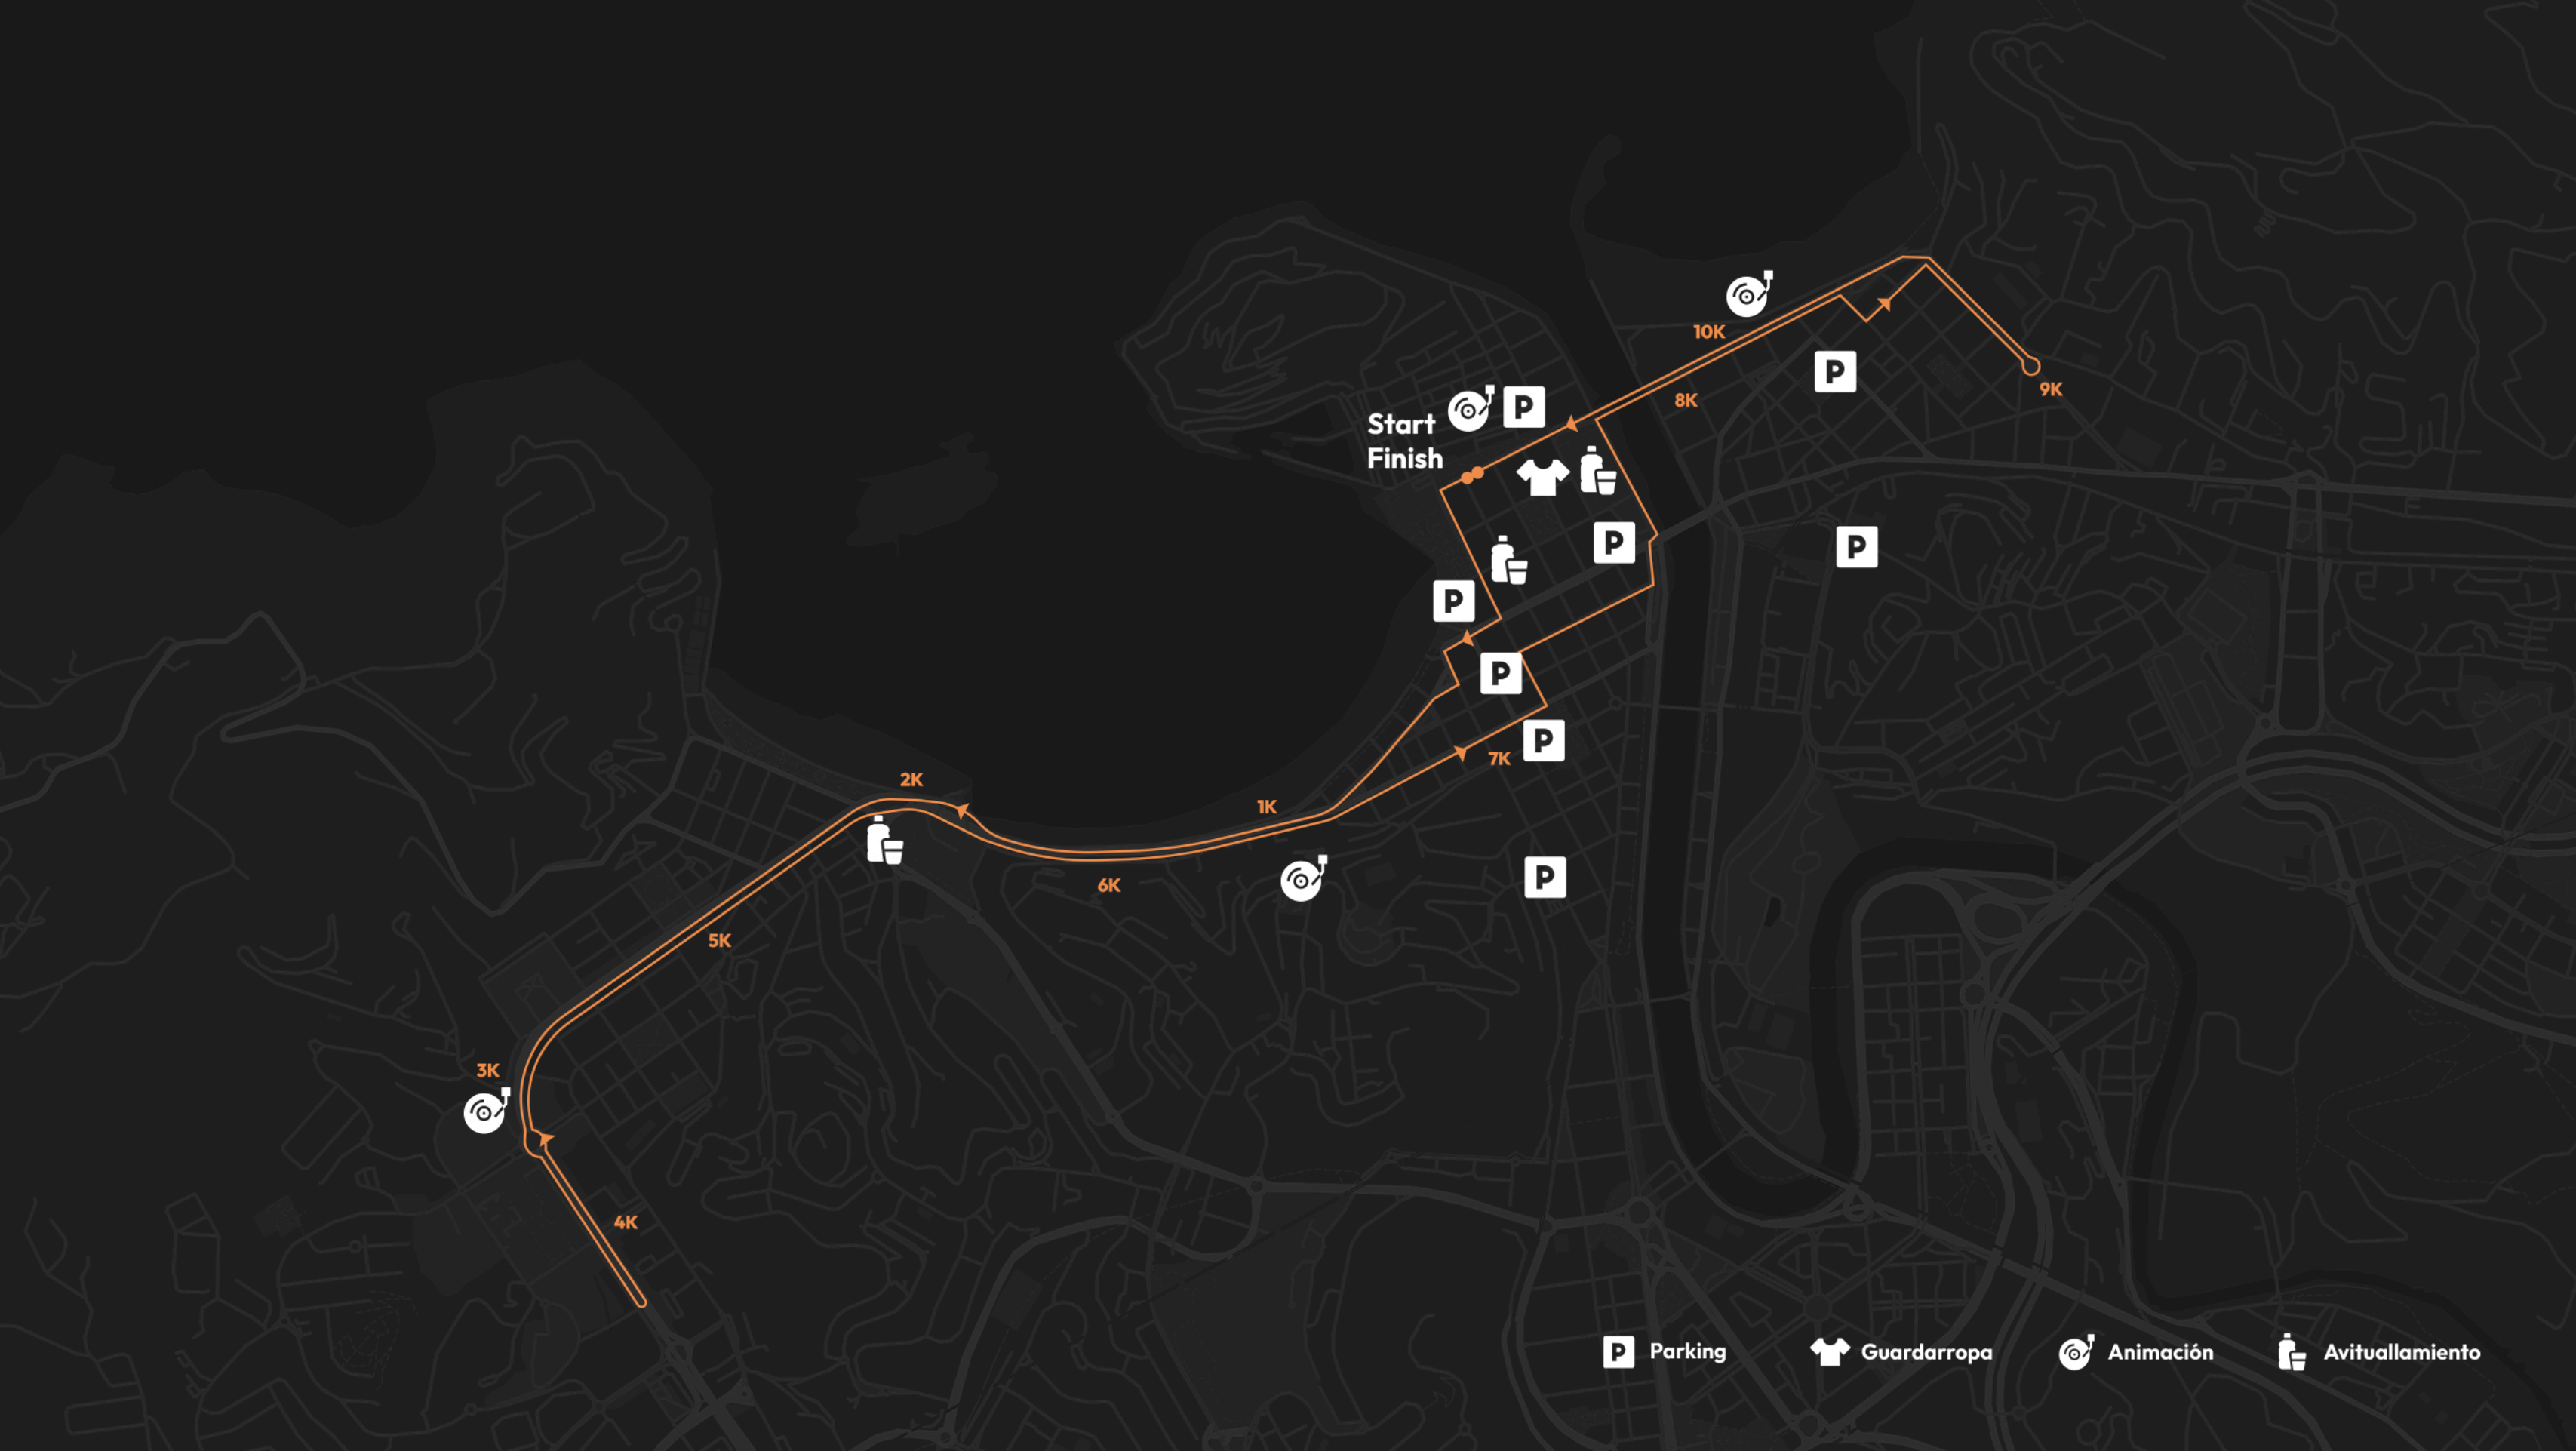 10K
P
8K
9K
P
Start
Finish
P
P
P
P
7K
P
2K
1K
6K
P
5K
3K
4K
P Parking
Guardarropa
Animación
Avituallamiento